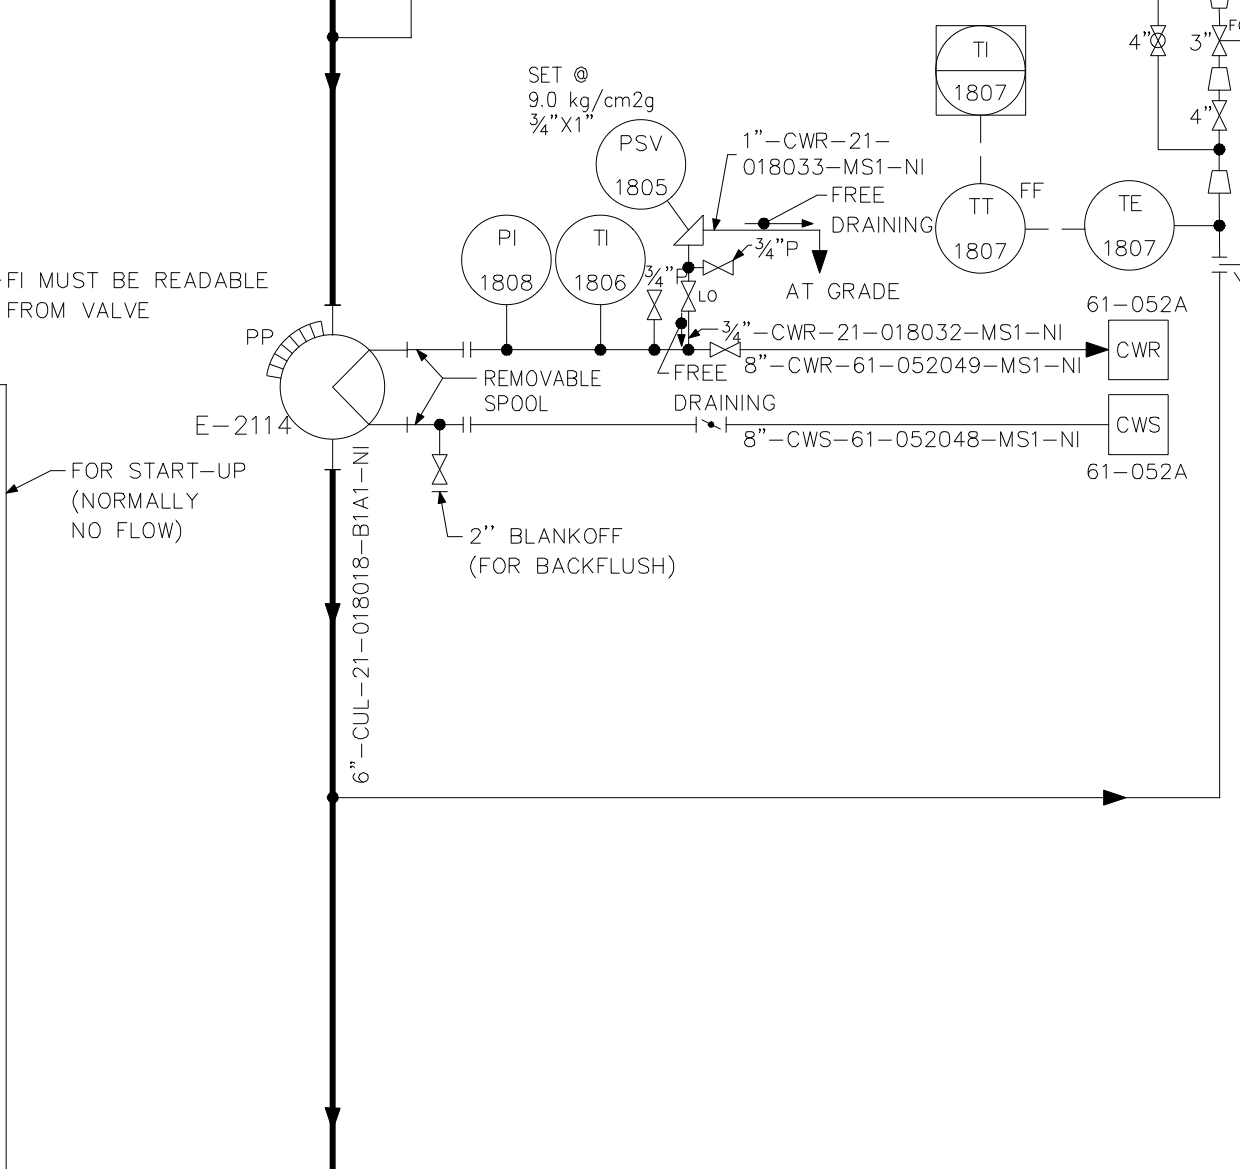 SET @
9.0 kg/cm2g
¾"X1"
PSV
1805
TI
1807
4"
3"
4"
1"-CWR-21-
018033-MS1-NI
FREE
DRAINING
TT
1807
FF
TE
1807
PI
1808
TI
1806
¾"P
¾"P
LO
AT GRADE
FI MUST BE READABLE
FROM VALVE
PP
61-052A
¾"-CWR-21-018032-MS1-NI
CWR
8"-CWR-61-052049-MS1-NI
REMOVABLE
SPOOL
FREE
DRAINING
E-2114
8"-CWS-61-052048-MS1-NI
CWS
61-052A
FOR START-UP
(NORMALLY
NO FLOW)
6"-CUL-21-018018-B1A1-NI
2'' BLANKOFF
(FOR BACKFLUSH)